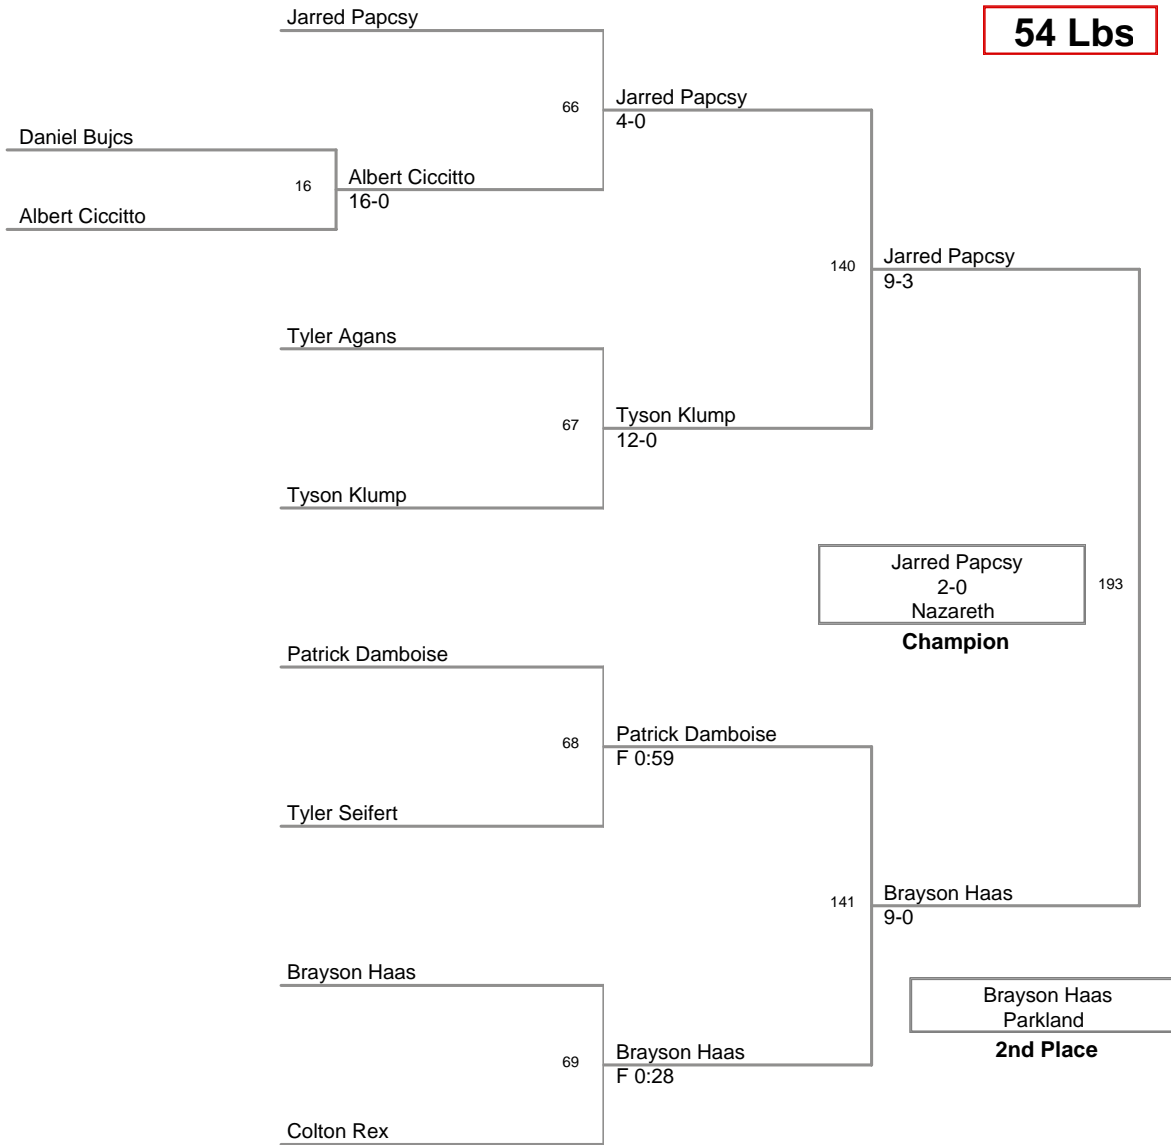 Jarred Papcsy
54 Lbs
66
Jarred Papcsy
4-0
Daniel Bujcs
16
Albert Ciccitto
16-0
Albert Ciccitto
140
Jarred Papcsy
9-3
Tyler Agans
67
Tyson Klump
12-0
Tyson Klump
Jarred Papcsy
2-0
Nazareth
193
Champion
Patrick Damboise
68
Patrick Damboise
F 0:59
Tyler Seifert
141
Brayson Haas
9-0
Brayson Haas
Brayson Haas
Parkland
2nd Place
69
Brayson Haas
F 0:28
Colton Rex